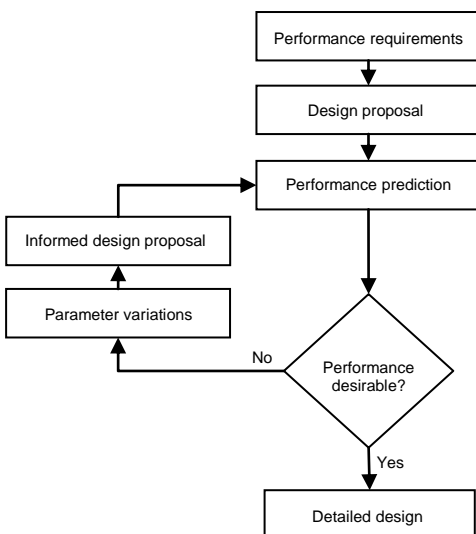 Performance requirements
Design proposal
Performance prediction
Informed design proposal
Parameter variations
No
Performance
desirable?
Yes
Detailed design